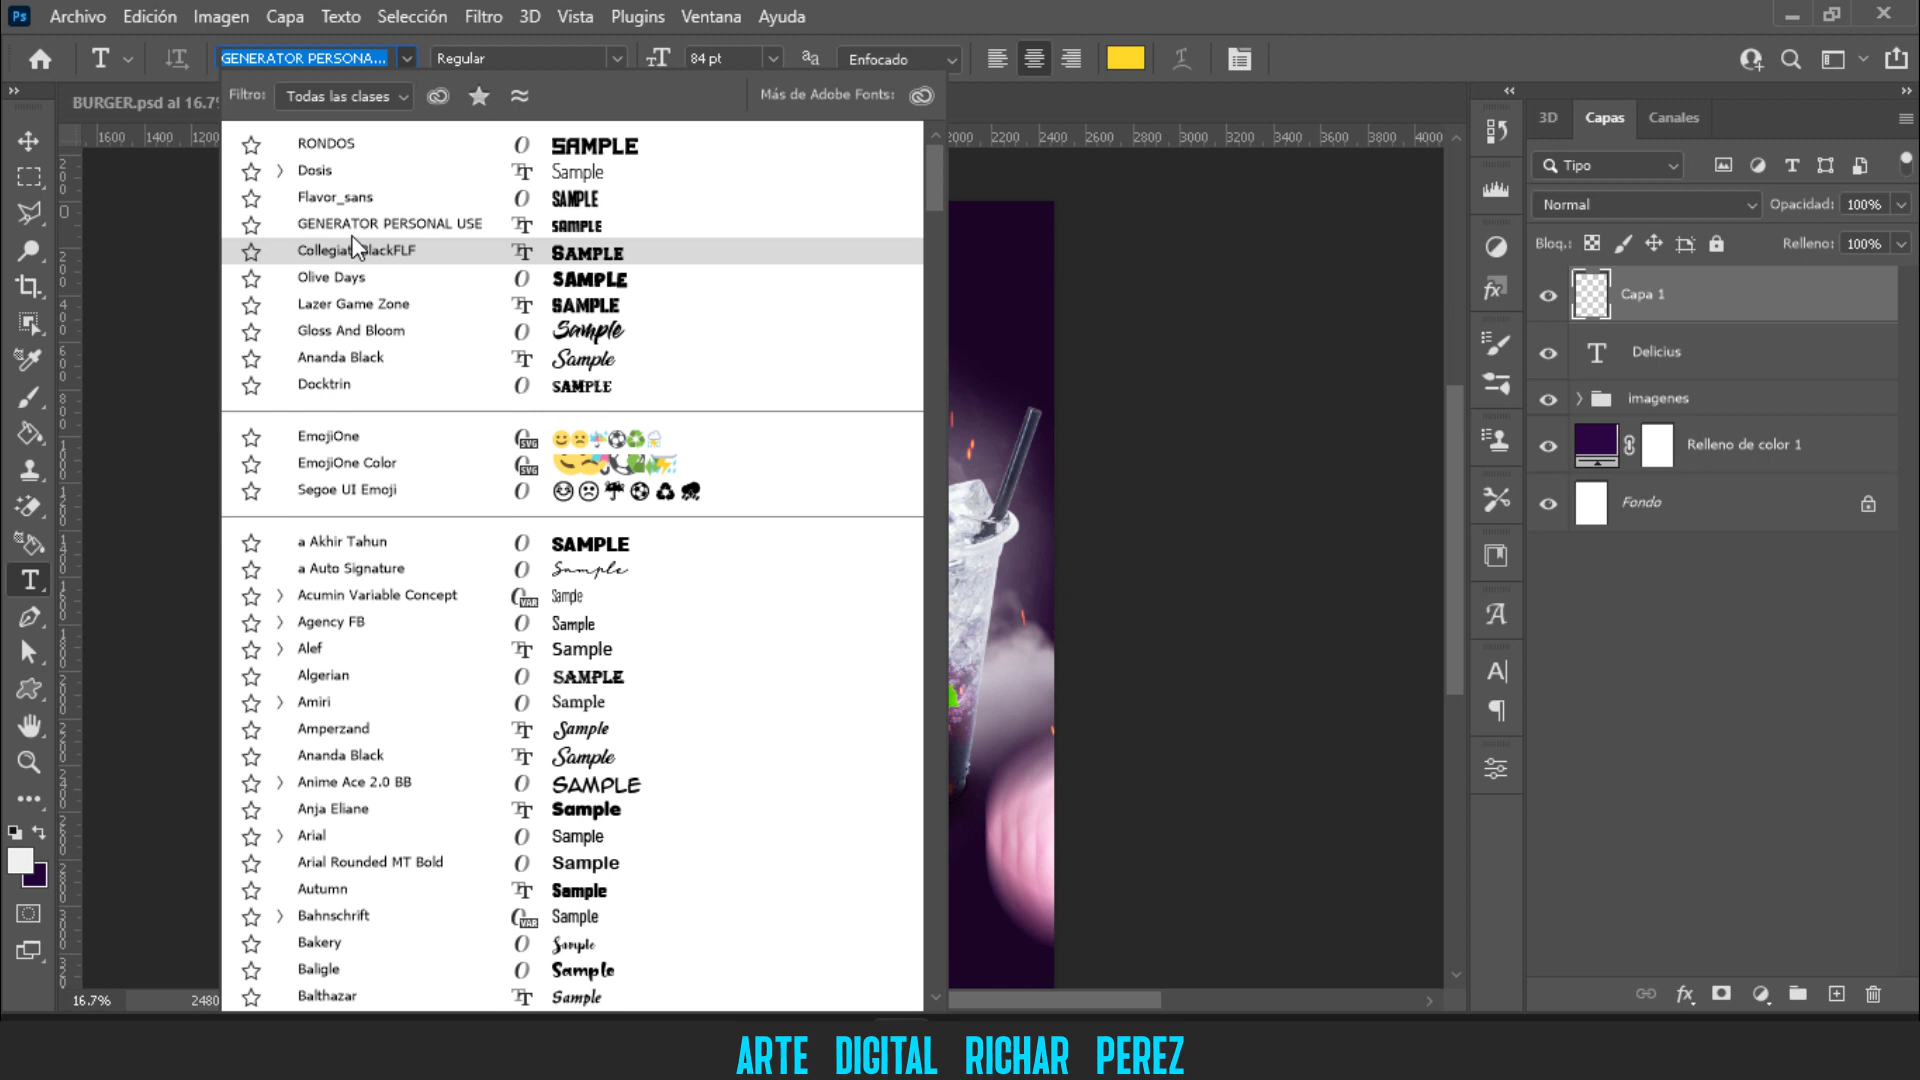 Ps Archivo Edición Imagen Capa Texto Selección Filtro 3D Vista Plugins Ventana Ayuda
GENERATOR PERSONA... Regular 84 pt Enfocado
BURGER.psd al 16.7%
Filtro: Todas las clases Más de Adobe Fonts:
1600 1400 1200 2000 2200 2400 2600 2800 3000 3200 3400 3600 3800 4000
RONDOS SAMPLE
Dosis Sample
Flavor_sans SAMPLE
GENERATOR PERSONAL USE SAMPLE
Collegiat BlackFLF SAMPLE
Olive Days SAMPLE
Lazer Game Zone SAMPLE
Gloss And Bloom Sample
Ananda Black Sample
Docktrin SAMPLE
EmojiOne
EmojiOne Color
Segoe UI Emoji
a Akhir Tahun SAMPLE
a Auto Signature Sample
Acumin Variable Concept Sample
Agency FB Sample
Alef Sample
Algerian SAMPLE
Amiri Sample
Amperzand Sample
Ananda Black Sample
Anime Ace 2.0 BB SAMPLE
Anja Eliane Sample
Arial Sample
Arial Rounded MT Bold Sample
Autumn Sample
Bahnschrift Sample
Bakery Sample
Baligle Sample
Balthazar Sample
16.7% 2480
3D Capas Canales
Tipo
Normal Opacidad: 100%
Bloq.: Relleno: 100%
Capa 1
Delicius
imagenes
Relleno de color 1
Fondo
ARTE DIGITAL RICHAR PEREZ